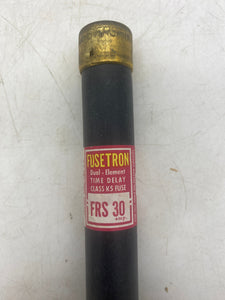 FUSETRON
Dual - Element
TIME DELAY
CLASS K5 FUSE
FRS 30
amp.